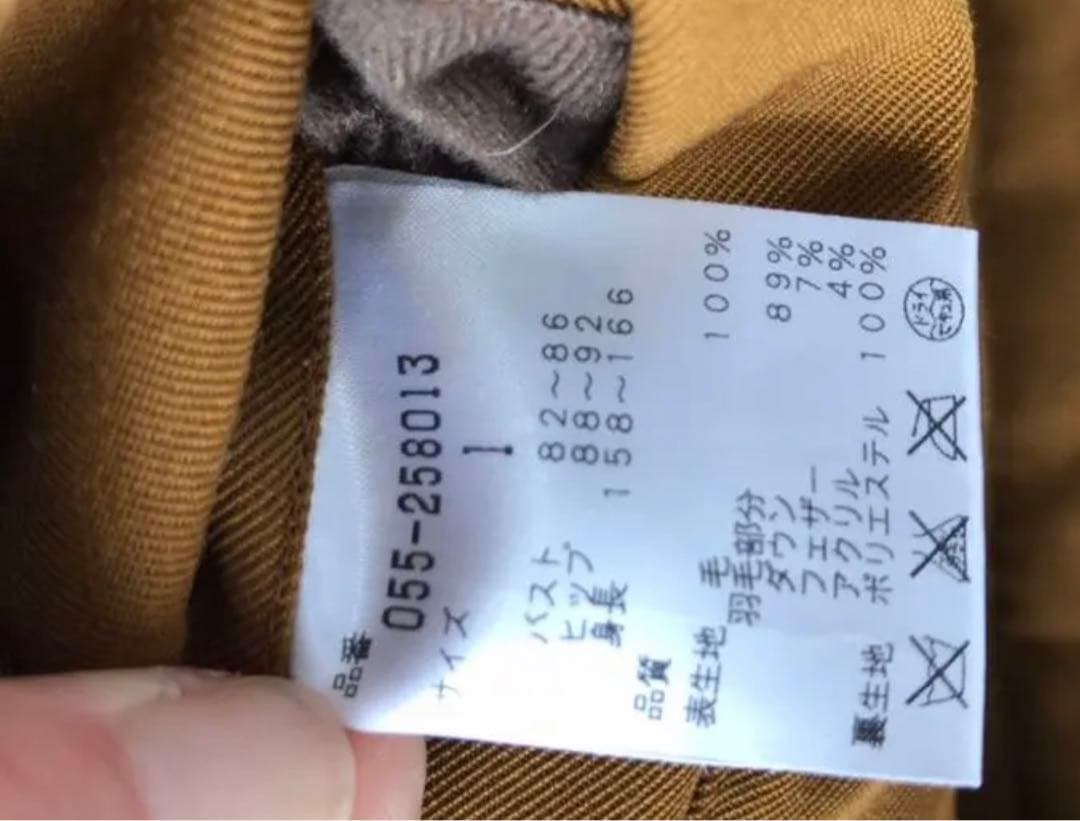 品番
055-258013
サイズ 1
バスト 82〜86
ヒップ 88〜92
身長 158〜166
品質
表生地 毛 100%
羽毛部分
ダウン 89%
フェザー 7%
アクリル 4%
裏生地 ポリエステル 100%
ドライ